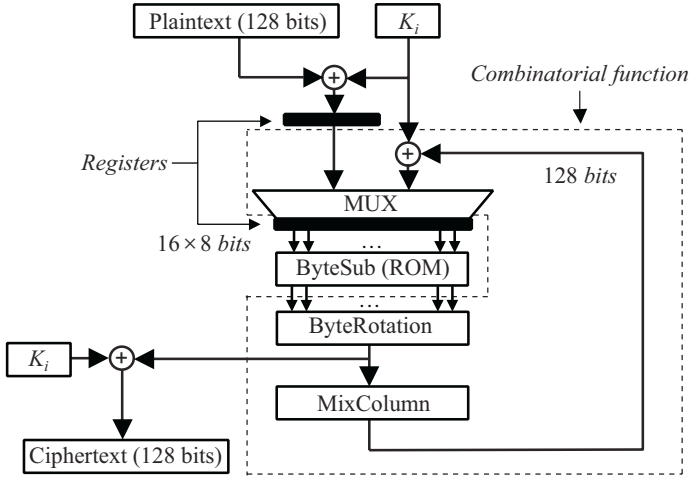 Plaintext (128 bits)
K_i
Combinatorial function
+
Registers
+
128 bits
MUX
16 × 8 bits
...
ByteSub (ROM)
...
ByteRotation
K_i
+
MixColumn
Ciphertext (128 bits)